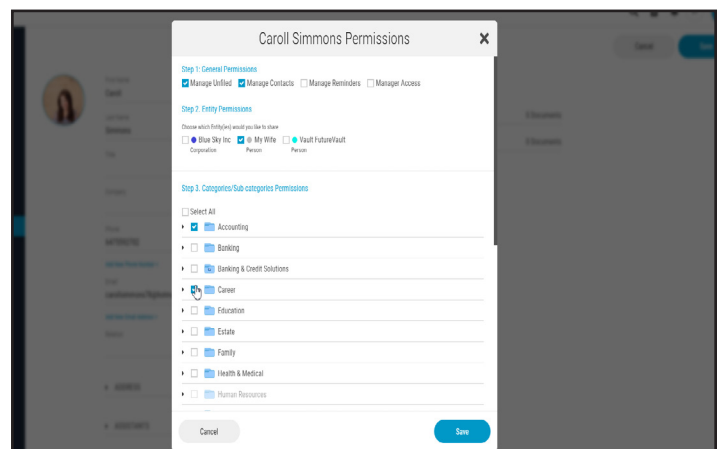 Caroll Simmons Permissions
Step 1: General Permissions
Manage Unfiled Manage Contacts Manage Reminders Manager Access
Step 2. Entity Permissions
Choose which Entity(ies) would you like to share
Blue Sky Inc My Wife Vault FutureVault
Corporation Person Person
Step 3. Categories/Sub categories Permissions
Select All
Accounting
Banking
Banking & Credit Solutions
Career
Education
Estate
Family
Health & Medical
Human Resources
Cancel Save